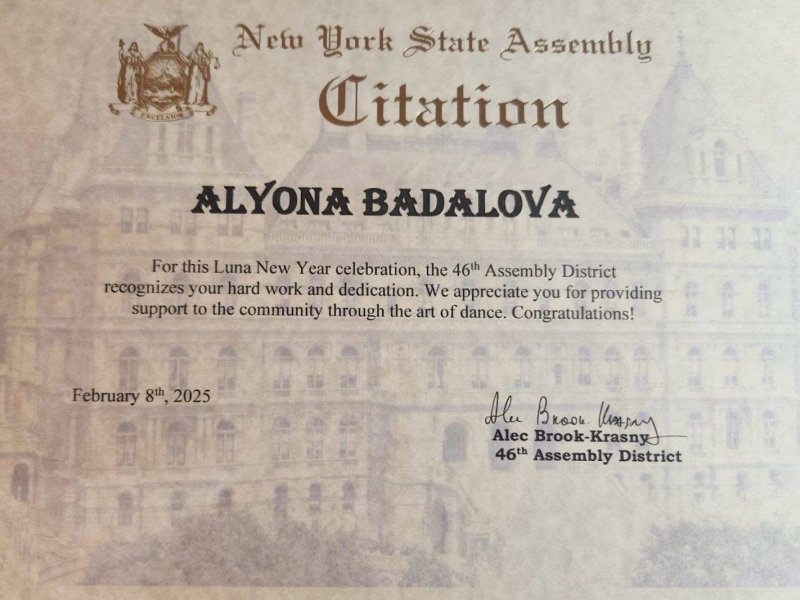 New York State Assembly
Citation
EXCELSIOR
ALYONA BADALOVA
For this Luna New Year celebration, the 46th Assembly District
recognizes your hard work and dedication. We appreciate you for providing
support to the community through the art of dance. Congratulations!
February 8th, 2025
Alec Brook-Krasny
Alec Brook-Krasny
46th Assembly District